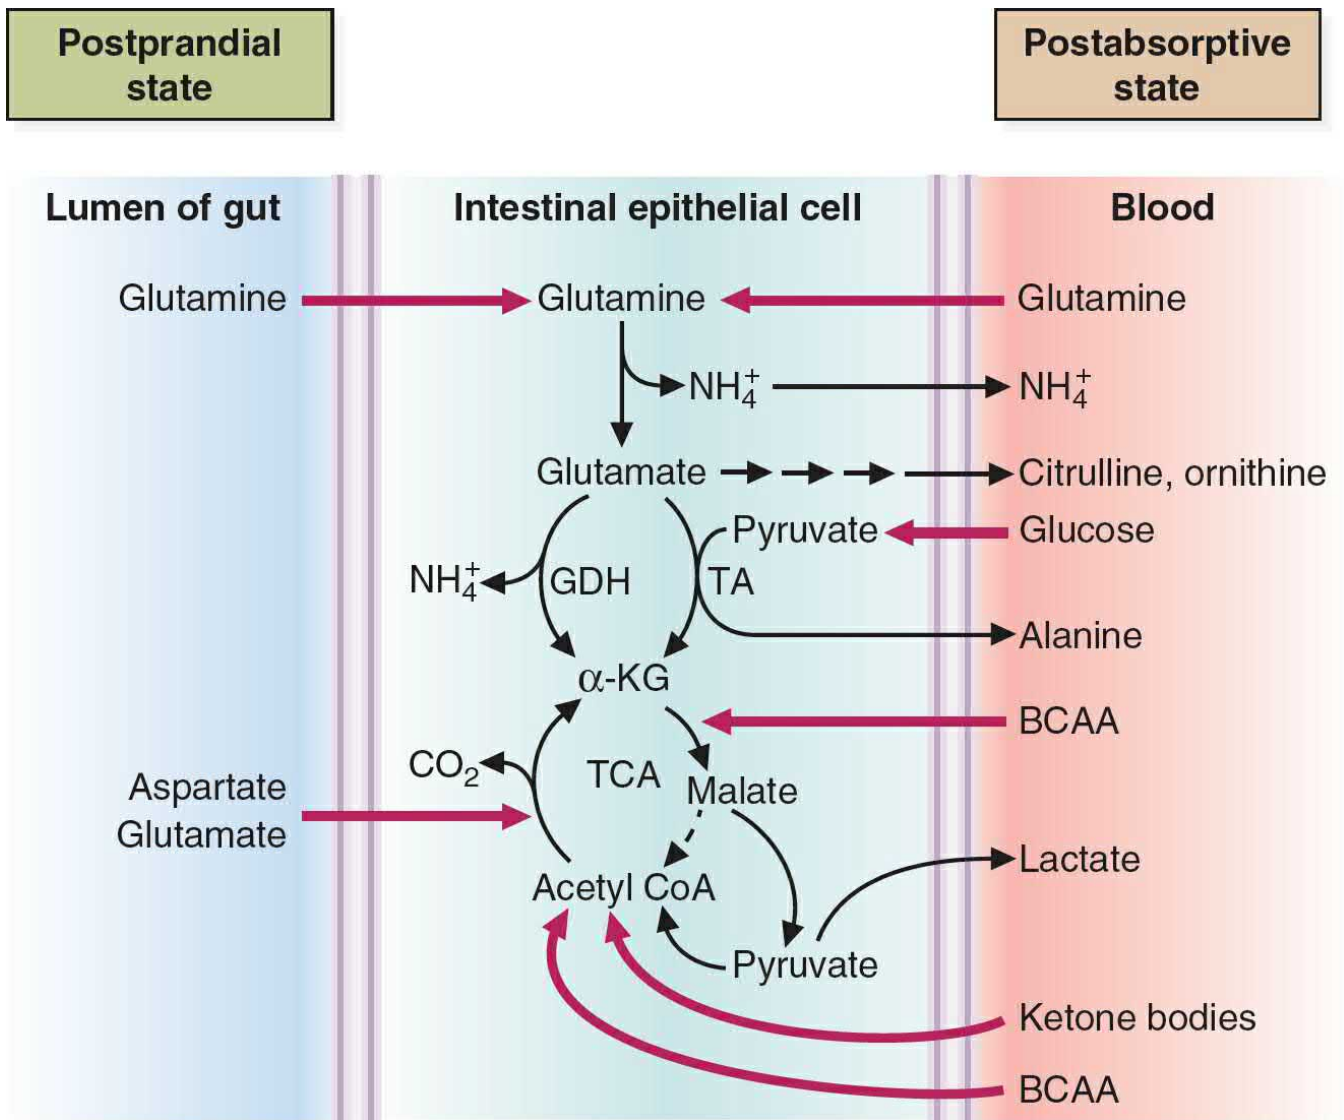 Postprandial
state
Postabsorptive
state
Lumen of gut
Intestinal epithelial cell
Blood
Glutamine
Glutamine
Glutamine
NH₄⁺
NH₄⁺
Glutamate
Citrulline, ornithine
Pyruvate
Glucose
NH₄⁺
GDH
TA
Alanine
α-KG
BCAA
CO₂
TCA
Malate
Aspartate
Glutamate
Lactate
Acetyl CoA
Pyruvate
Ketone bodies
BCAA